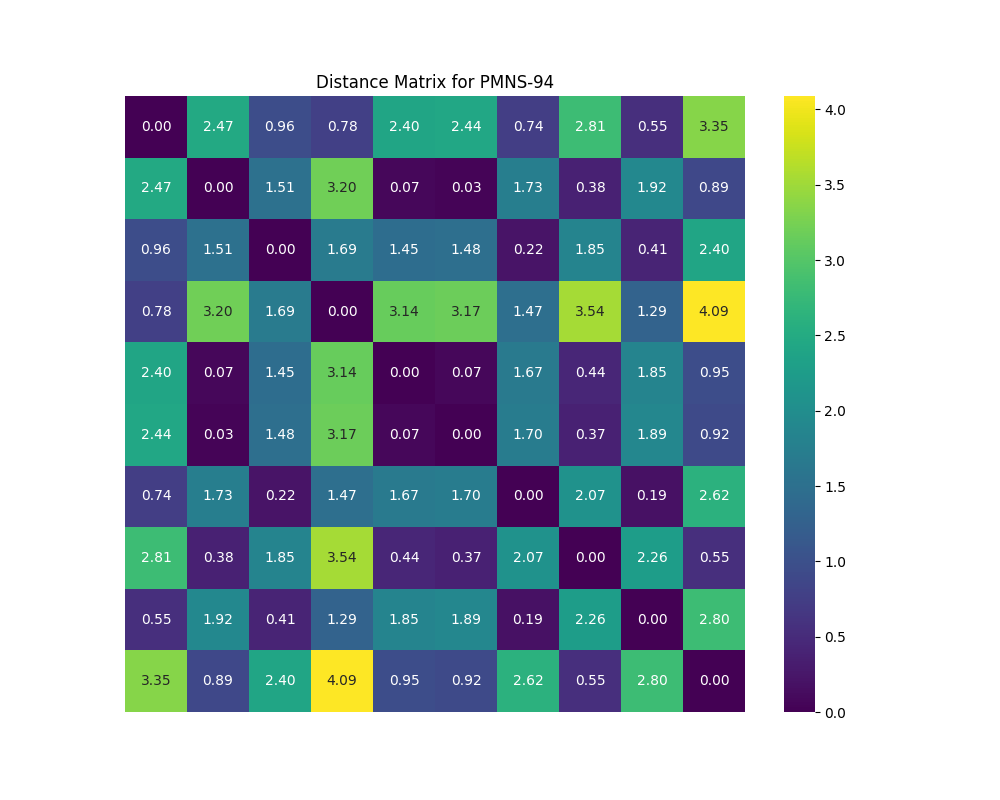 Distance Matrix for PMNS-94
0.00 2.47 0.96 0.78 2.40 2.44 0.74 2.81 0.55 3.35
2.47 0.00 1.51 3.20 0.07 0.03 1.73 0.38 1.92 0.89
0.96 1.51 0.00 1.69 1.45 1.48 0.22 1.85 0.41 2.40
0.78 3.20 1.69 0.00 3.14 3.17 1.47 3.54 1.29 4.09
2.40 0.07 1.45 3.14 0.00 0.07 1.67 0.44 1.85 0.95
2.44 0.03 1.48 3.17 0.07 0.00 1.70 0.37 1.89 0.92
0.74 1.73 0.22 1.47 1.67 1.70 0.00 2.07 0.19 2.62
2.81 0.38 1.85 3.54 0.44 0.37 2.07 0.00 2.26 0.55
0.55 1.92 0.41 1.29 1.85 1.89 0.19 2.26 0.00 2.80
3.35 0.89 2.40 4.09 0.95 0.92 2.62 0.55 2.80 0.00
4.0
3.5
3.0
2.5
2.0
1.5
1.0
0.5
0.0